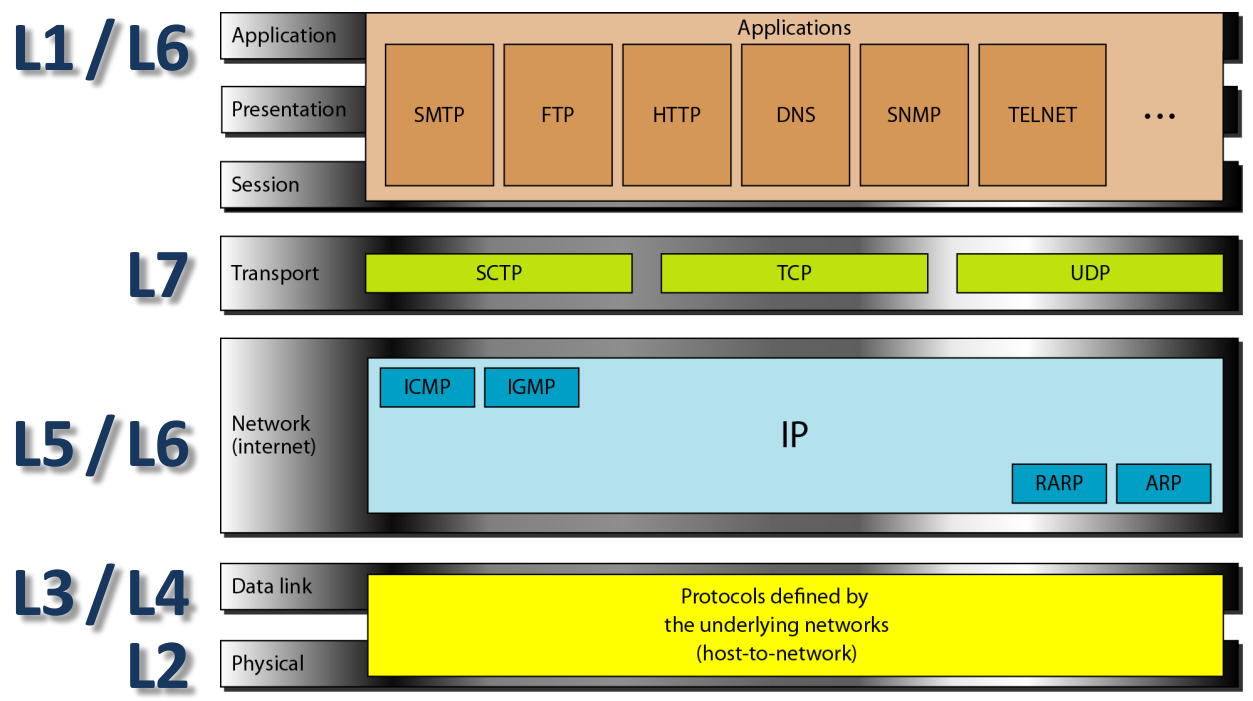 L1 / L6
Application
Applications
Presentation
SMTP
FTP
HTTP
DNS
SNMP
TELNET
...
Session
L7
Transport
SCTP
TCP
UDP
L5 / L6
Network
(internet)
ICMP
IGMP
IP
RARP
ARP
L3 / L4
Data link
Protocols defined by
the underlying networks
(host-to-network)
L2
Physical